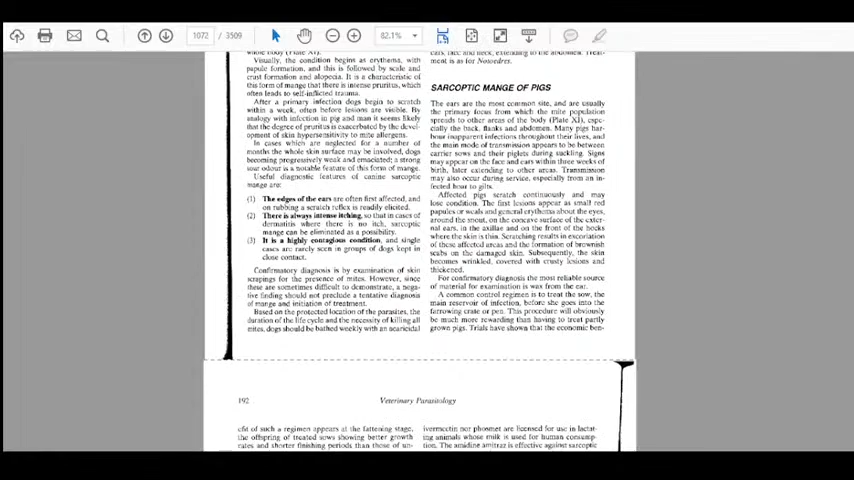 1072 / 3509
82.1%
whole body (Plate XI).
Visually, the condition begins as erythema, with
papule formation, and this is followed by scale and
crust formation and alopecia. It is a characteristic of
this form of mange that there is intense pruritus, which
often leads to self-inflicted trauma.
After a primary infection dogs begin to scratch
within a week, often before lesions are visible. By
analogy with infection in pig and man it seems likely
that the degree of pruritus is exacerbated by the devel-
opment of skin hypersensitivity to mite allergens.
In cases which are neglected for a number of
months the whole skin surface may be involved, dogs
becoming progressively weak and emaciated; a strong
sour odour is a notable feature of this form of mange.
Useful diagnostic features of canine sarcoptic
mange are:
(1) The edges of the ears are often first affected, and
on rubbing a scratch reflex is readily elicited.
(2) There is always intense itching, so that in cases of
dermatitis where there is no itch, sarcoptic
mange can be eliminated as a possibility.
(3) It is a highly contagious condition, and single
cases are rarely seen in groups of dogs kept in
close contact.
Confirmatory diagnosis is by examination of skin
scrapings for the presence of mites. However, since
these are sometimes difficult to demonstrate, a nega-
tive finding should not preclude a tentative diagnosis
of mange and initiation of treatment.
Based on the protected location of the parasites, the
duration of the life cycle and the necessity of killing all
mites, dogs should be bathed weekly with an acaricidal
ears, face and neck, extending to the abdomen. Treat-
ment is as for Notoedres.
SARCOPTIC MANGE OF PIGS
The ears are the most common site, and are usually
the primary focus from which the mite population
spreads to other areas of the body (Plate XI), espe-
cially the back, flanks and abdomen. Many pigs har-
bour inapparent infections throughout their lives, and
the main mode of transmission appears to be between
carrier sows and their piglets during suckling. Signs
may appear on the face and ears within three weeks of
birth, later extending to other areas. Transmission
may also occur during service, especially from an in-
fected boar to gilts.
Affected pigs scratch continuously and may
lose condition. The first lesions appear as small red
papules or weals and general erythema about the eyes,
around the snout, on the concave surface of the exter-
nal ears, in the axillae and on the front of the hocks
where the skin is thin. Scratching results in excoriation
of these affected areas and the formation of brownish
scabs on the damaged skin. Subsequently, the skin
becomes wrinkled, covered with crusty lesions and
thickened.
For confirmatory diagnosis the most reliable source
of material for examination is wax from the ear.
A common control regimen is to treat the sow, the
main reservoir of infection, before she goes into the
farrowing crate or pen. This procedure will obviously
be much more rewarding than having to treat partly
grown pigs. Trials have shown that the economic ben-
192 Veterinary Parasitology
efit of such a regimen appears at the fattening stage,
the offspring of treated sows showing better growth
rates and shorter finishing periods than those of un-
ivermectin nor phosmet are licensed for use in lactat-
ing animals whose milk is used for human consump-
tion. The amidine amitraz is effective against sarcoptic